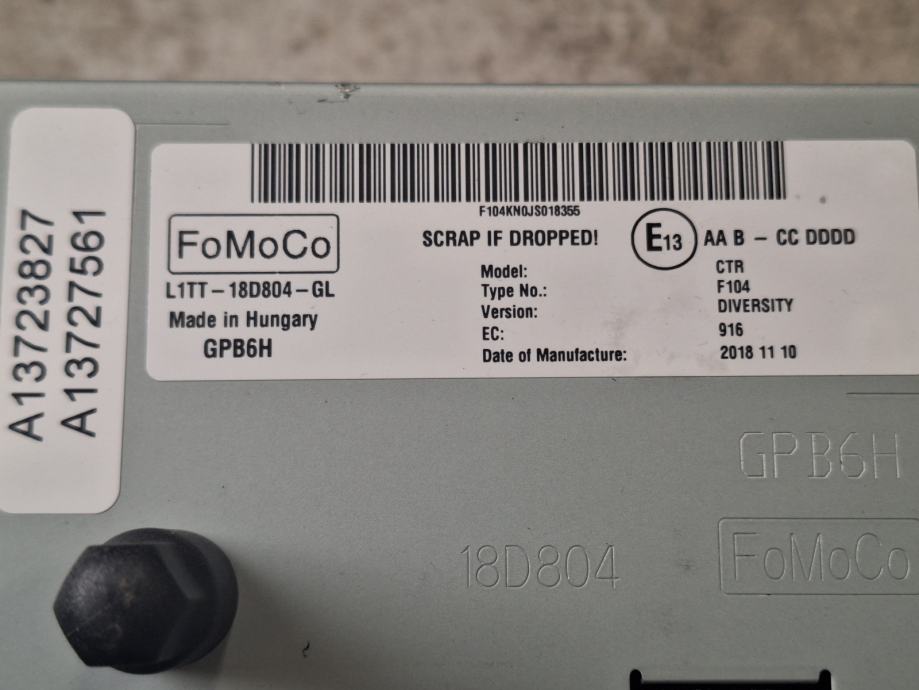 A13723827
A13727561
F104KN0JS018355
FoMoCo
SCRAP IF DROPPED!
E13 AA B - CC DDDD
L1TT-18D804-GL
Made in Hungary
GPB6H
Model: CTR
Type No.: F104
Version: DIVERSITY
EC: 916
Date of Manufacture: 2018 11 10
GPB6H
18D804
FoMoCo